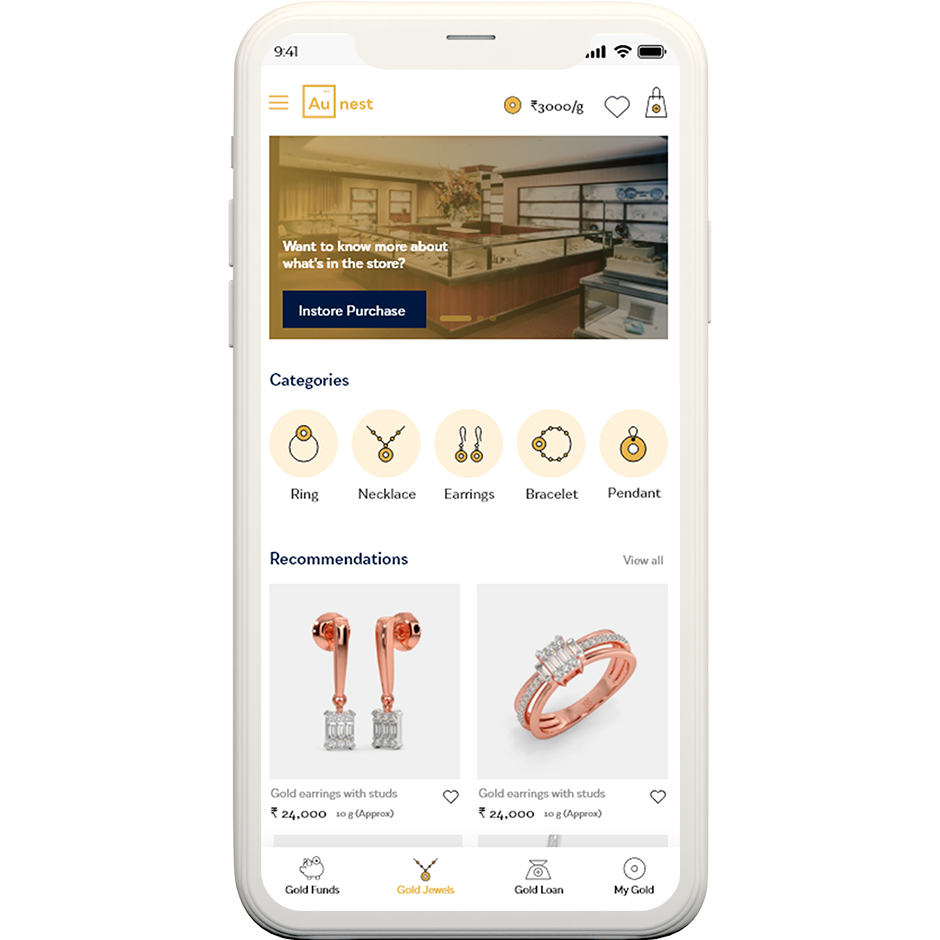 9:41
Au nest
₹3000/g
Want to know more about
what's in the store?
Instore Purchase
Categories
Ring Necklace Earrings Bracelet Pendant
Recommendations View all
Gold earrings with studs Gold earrings with studs
₹ 24,000 10 g (Approx) ₹ 24,000 10 g (Approx)
Gold Funds Gold Jewels Gold Loan My Gold